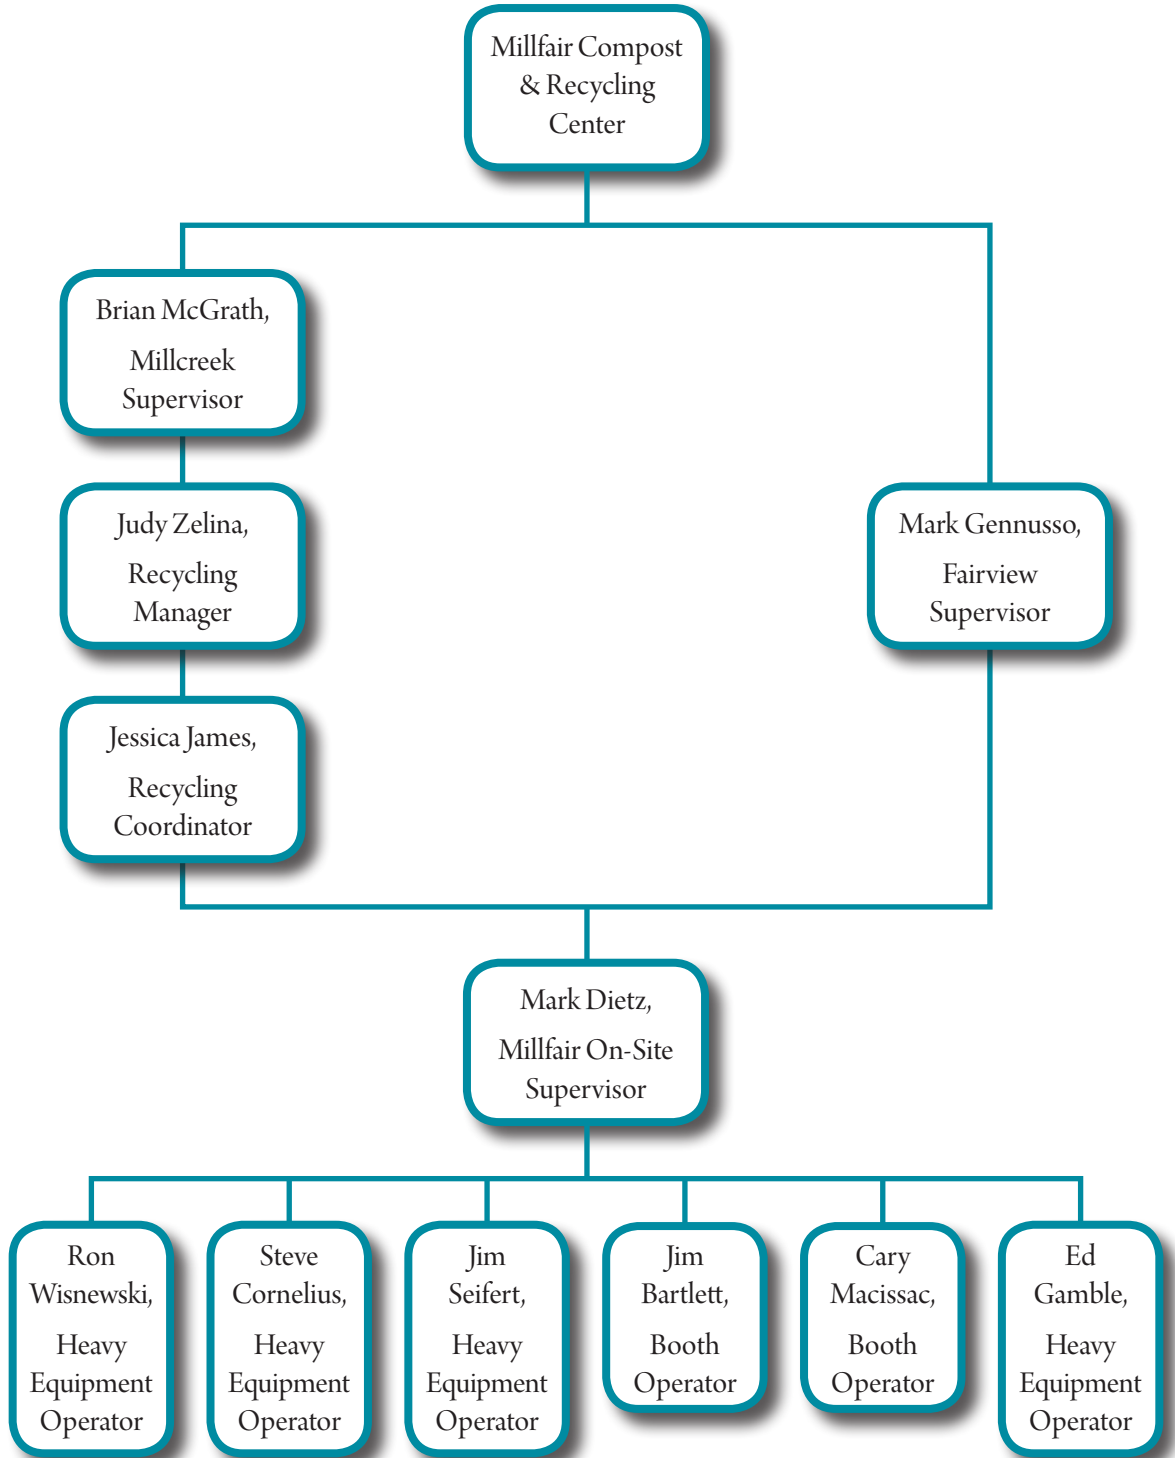 Millfair Compost
& Recycling
Center
Brian McGrath,
Millcreek
Supervisor
Judy Zelina,
Recycling
Manager
Mark Gennusso,
Fairview
Supervisor
Jessica James,
Recycling
Coordinator
Mark Dietz,
Millfair On-Site
Supervisor
Ron
Wisnewski,
Heavy
Equipment
Operator
Steve
Cornelius,
Heavy
Equipment
Operator
Jim
Seifert,
Heavy
Equipment
Operator
Jim
Bartlett,
Booth
Operator
Cary
Macissac,
Booth
Operator
Ed
Gamble,
Heavy
Equipment
Operator